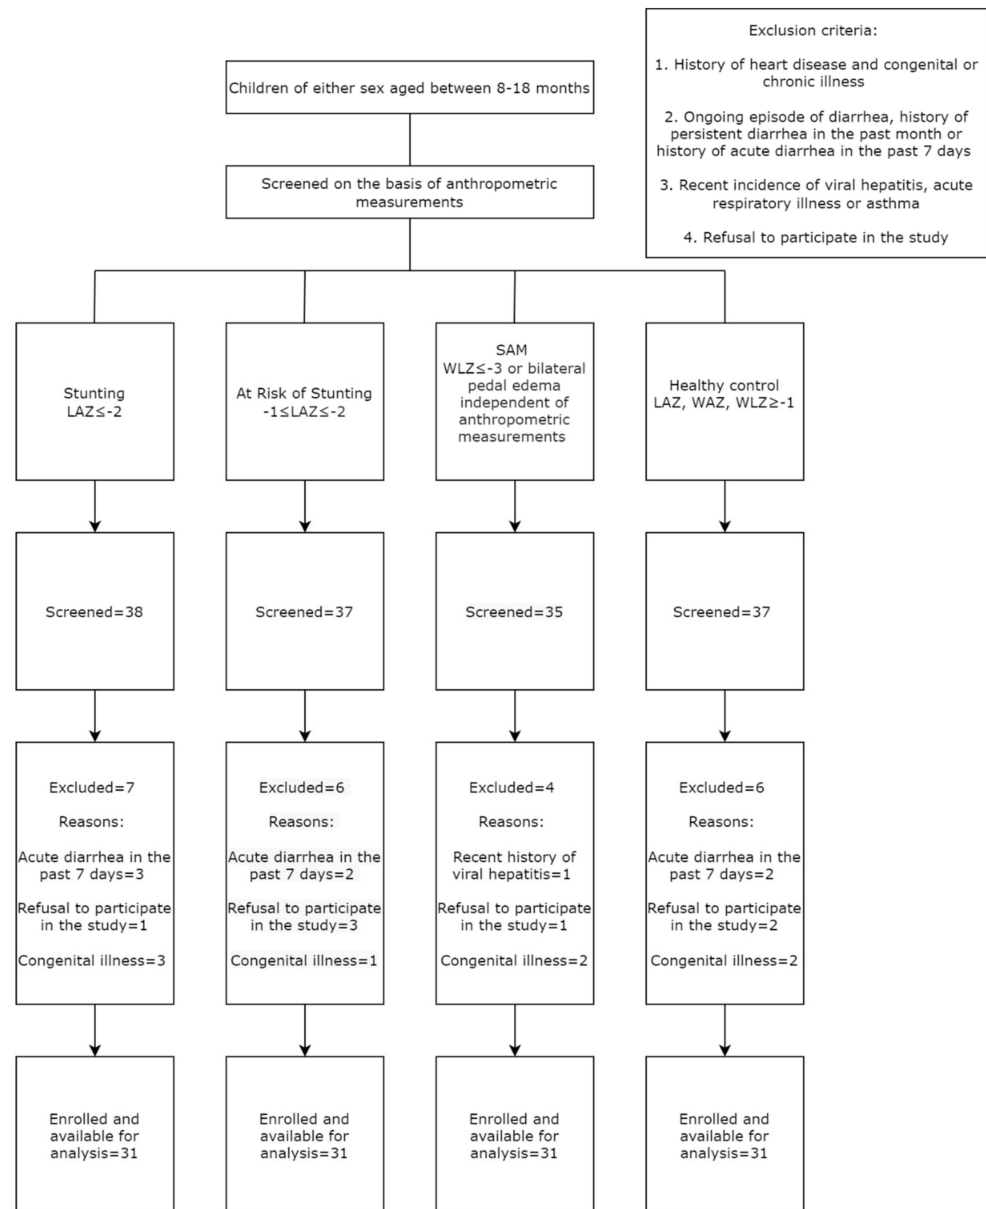 Children of either sex aged between 8-18 months
Screened on the basis of anthropometric
measurements
Exclusion criteria:
1. History of heart disease and congenital or
chronic illness
2. Ongoing episode of diarrhea, history of
persistent diarrhea in the past month or
history of acute diarrhea in the past 7 days
3. Recent incidence of viral hepatitis, acute
respiratory illness or asthma
4. Refusal to participate in the study
Stunting
LAZ≤-2
At Risk of Stunting
-1≤LAZ≤-2
SAM
WLZ≤-3 or bilateral
pedal edema
independent of
anthropometric
measurements
Healthy control
LAZ, WAZ, WLZ≥-1
Screened=38
Screened=37
Screened=35
Screened=37
Excluded=7
Reasons:
Acute diarrhea in the
past 7 days=3
Refusal to participate
in the study=1
Congenital illness=3
Excluded=6
Reasons:
Acute diarrhea in the
past 7 days=2
Refusal to participate
in the study=3
Congenital illness=1
Excluded=4
Reasons:
Recent history of
viral hepatitis=1
Refusal to participate
in the study=1
Congenital illness=2
Excluded=6
Reasons:
Acute diarrhea in the
past 7 days=2
Refusal to participate
in the study=2
Congenital illness=2
Enrolled and
available for
analysis=31
Enrolled and
available for
analysis=31
Enrolled and
available for
analysis=31
Enrolled and
available for
analysis=31